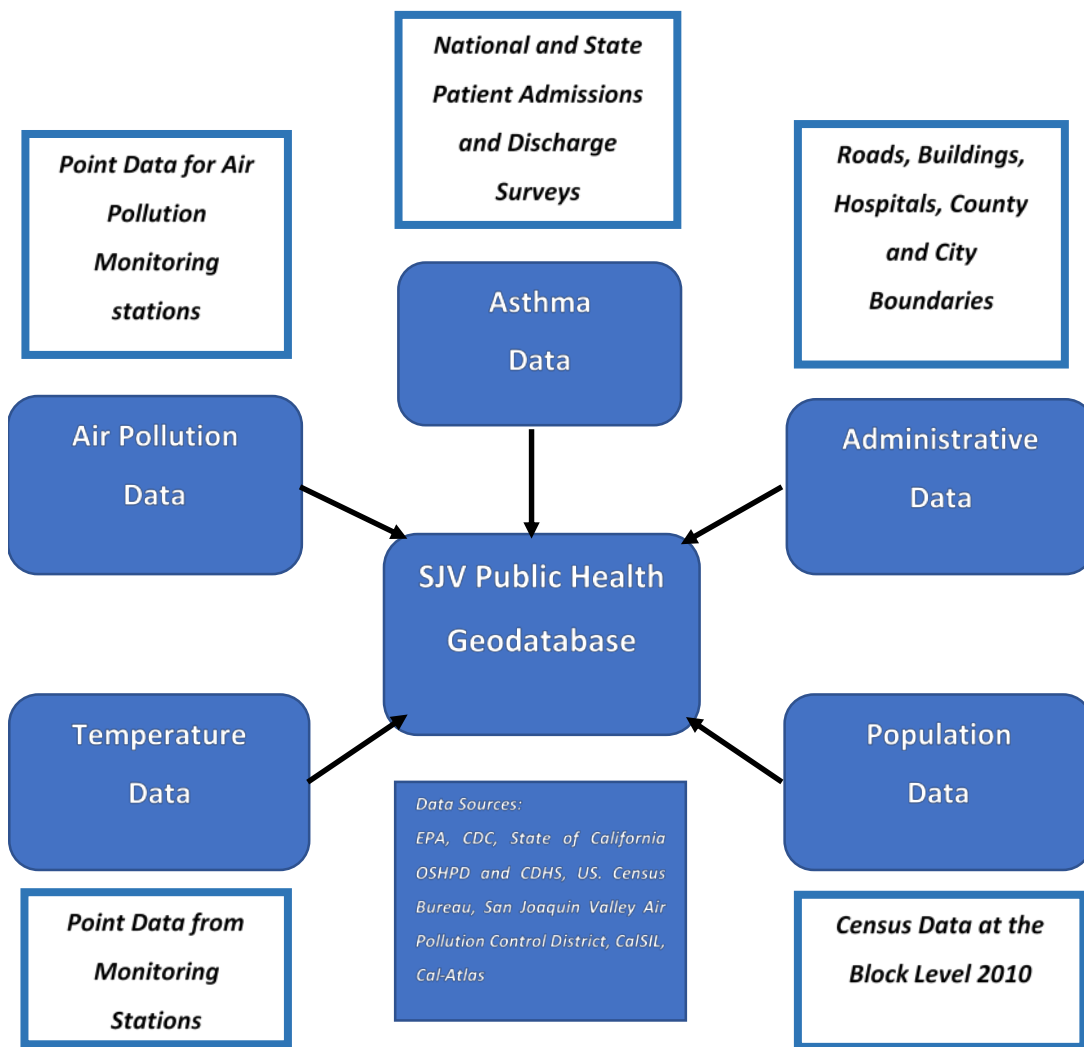 National and State
Patient Admissions
and Discharge
Surveys
Point Data for Air
Pollution
Monitoring
stations
Roads, Buildings,
Hospitals, County
and City
Boundaries
Asthma
Data
Air Pollution
Data
Administrative
Data
SJV Public Health
Geodatabase
Temperature
Data
Population
Data
Data Sources:
EPA, CDC, State of California
OSHPD and CDHS, US. Census
Bureau, San Joaquin Valley Air
Pollution Control District, CalSIL,
Cal-Atlas
Point Data from
Monitoring
Stations
Census Data at the
Block Level 2010